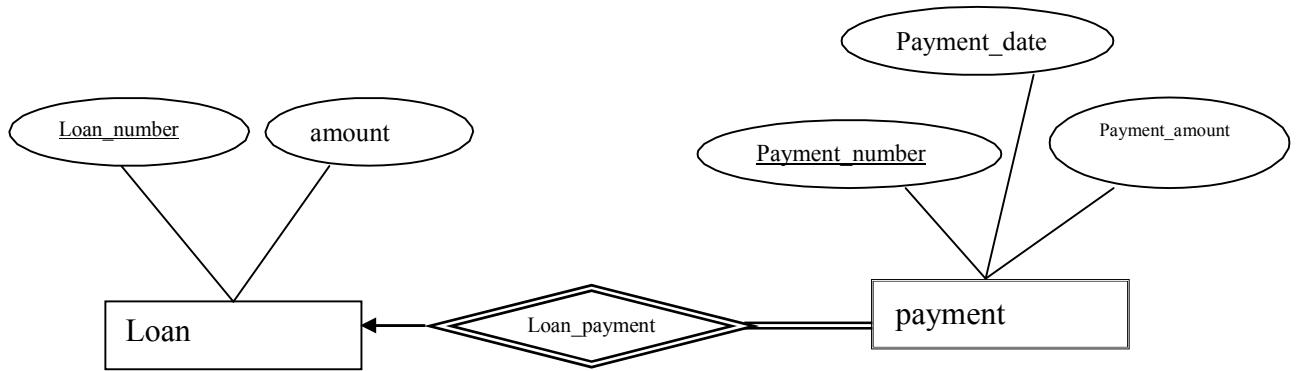 Payment_date
Loan_number
amount
Payment_number
Payment_amount
Loan
Loan_payment
payment